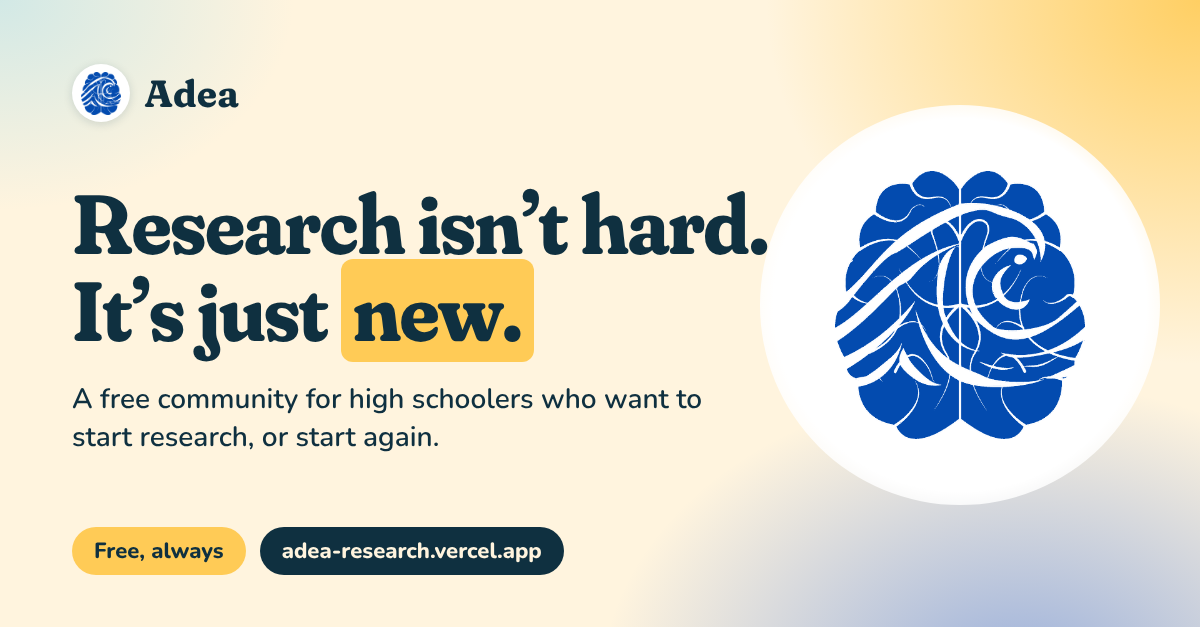 Adea
Research isn’t hard.
It’s just new.
A free community for high schoolers who want to
start research, or start again.
Free, always
adea-research.vercel.app